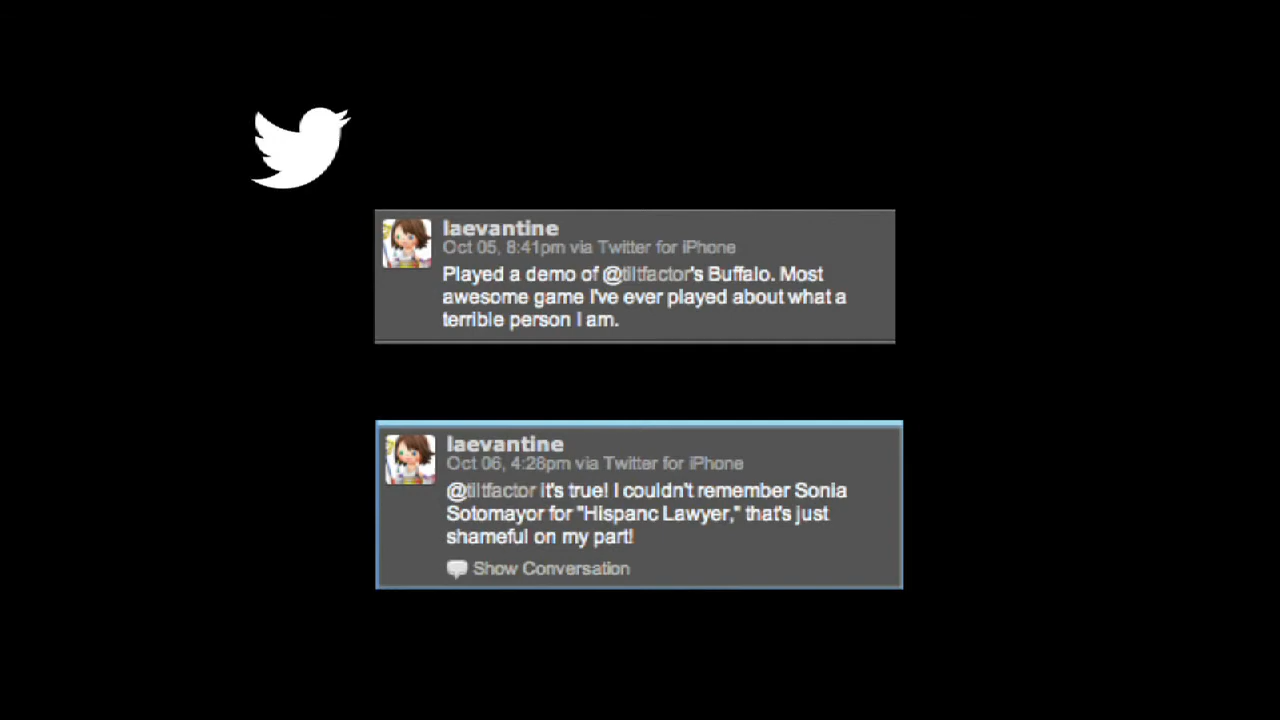 laevantine
Oct 05, 8:41pm via Twitter for iPhone
Played a demo of @tiltfactor's Buffalo. Most
awesome game I've ever played about what a
terrible person I am.
laevantine
Oct 06, 4:28pm via Twitter for iPhone
@tiltfactor it's true! I couldn't remember Sonia
Sotomayor for "Hispanc Lawyer," that's just
shameful on my part!
Show Conversation